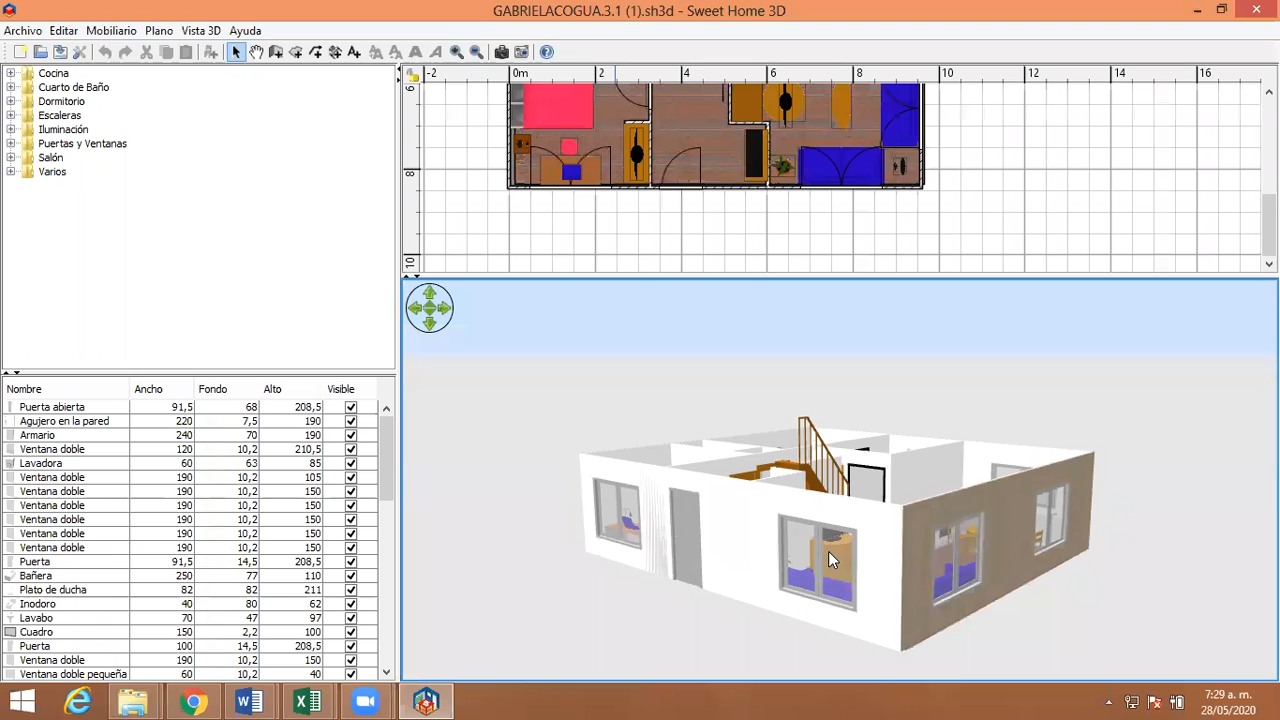 GABRIELACOGUA.3.1 (1).sh3d - Sweet Home 3D
Archivo Editar Mobiliario Plano Vista 3D Ayuda
Cocina
Cuarto de Baño
Dormitorio
Escaleras
Iluminación
Puertas y Ventanas
Salón
Varios
-2 0m 2 4 6 8 10 12 14 16
6
8
10
Nombre Ancho Fondo Alto Visible
Puerta abierta 91,5 68 208,5
Agujero en la pared 220 7,5 190
Armario 240 70 190
Ventana doble 120 10,2 210,5
Lavadora 60 63 85
Ventana doble 190 10,2 105
Ventana doble 190 10,2 150
Ventana doble 190 10,2 150
Ventana doble 190 10,2 150
Ventana doble 190 10,2 150
Ventana doble 190 10,2 150
Puerta 91,5 14,5 208,5
Bañera 250 77 110
Plato de ducha 82 82 211
Inodoro 40 80 62
Lavabo 70 47 97
Cuadro 150 2,2 100
Puerta 100 14,5 208,5
Ventana doble 190 10,2 150
Ventana doble pequeña 60 10,2 40
7:29 a. m.
28/05/2020